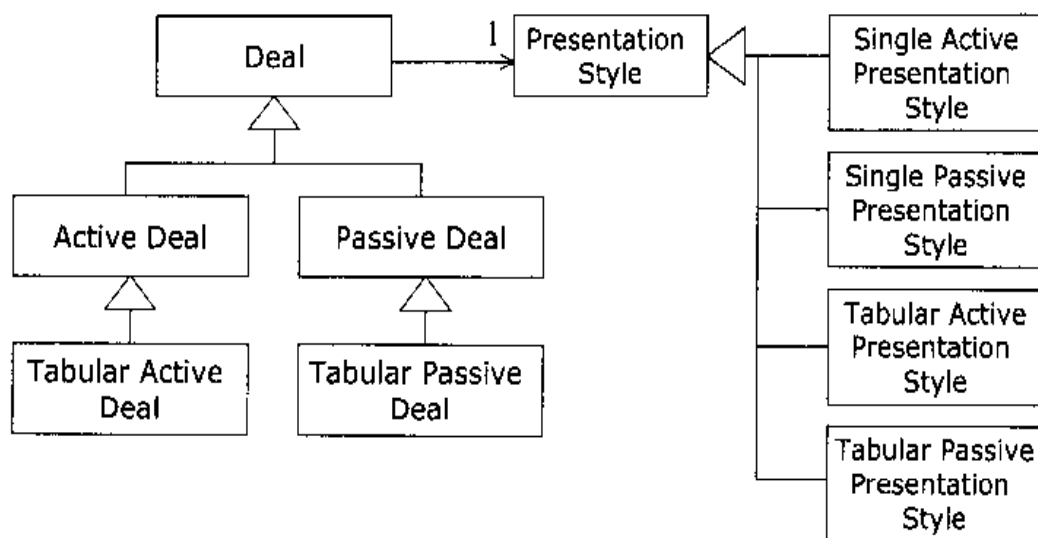 Deal
1
Presentation
Style
Single Active
Presentation
Style
Single Passive
Presentation
Style
Active Deal
Passive Deal
Tabular Active
Presentation
Style
Tabular Active
Deal
Tabular Passive
Deal
Tabular Passive
Presentation
Style